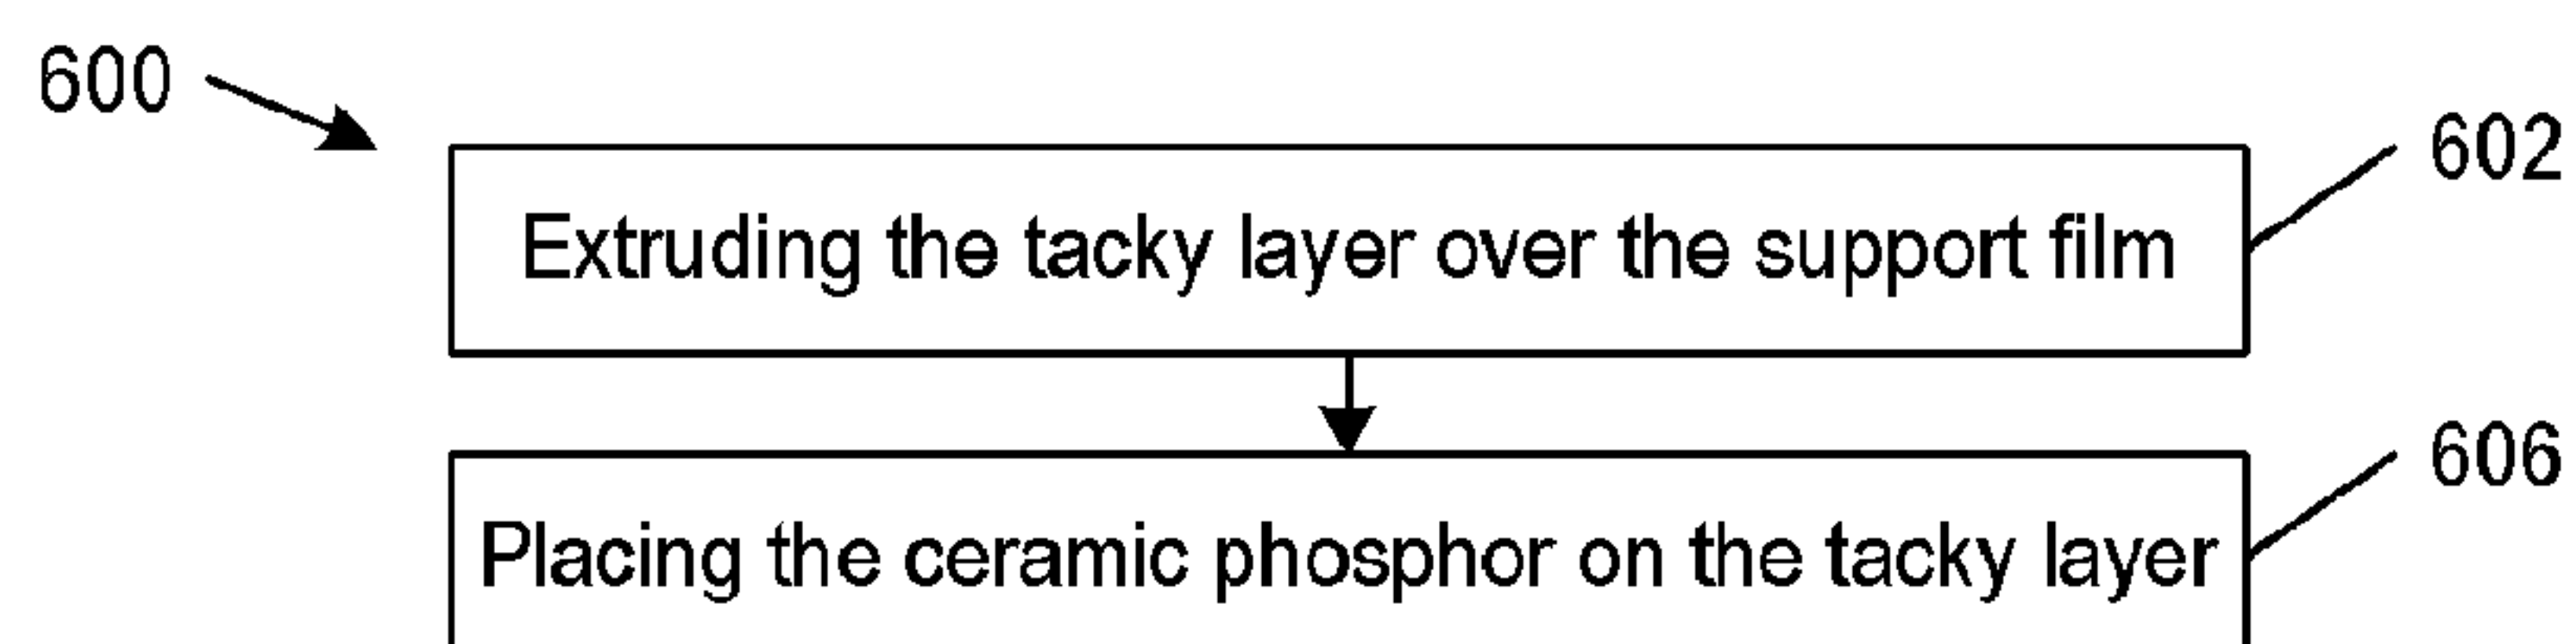 600
602
Extruding the tacky layer over the support film
606
Placing the ceramic phosphor on the tacky layer